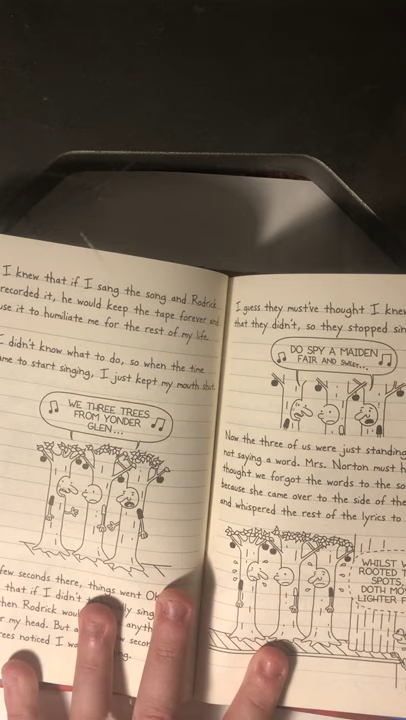 I knew that if I sang the song and Rodrick
recorded it, he would keep the tape forever and
use it to humiliate me for the rest of my life.
I didn't know what to do, so when the time
came to start singing, I just kept my mouth shut.
WE THREE TREES
FROM YONDER
GLEN...
few seconds there, things went
that if I didn't
then Rodrick
my head. But a
trees noticed I
I guess they must've thought I knew
that they didn't, so they stopped
DO SPY A MAIDEN
FAIR AND SWEET...
Now the three of us were just standing
not saying a word. Mrs. Norton must
thought we forgot the words to the
because she came over to the side of the
and whispered the rest of the lyrics to
WHILST
ROOTED
SPOTS,
DOTH
LIGHTER